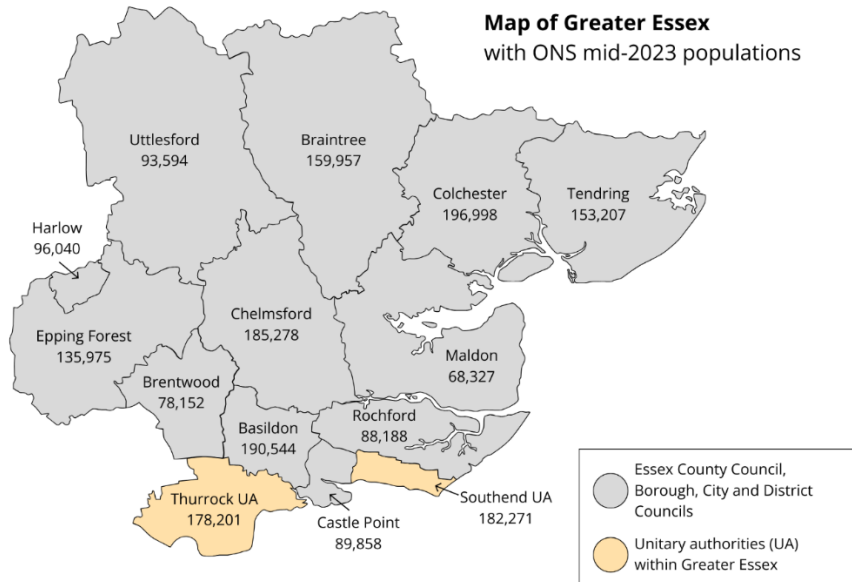 Map of Greater Essex
with ONS mid-2023 populations
Uttlesford
93,594
Braintree
159,957
Colchester
196,998
Tendring
153,207
Harlow
96,040
Epping Forest
135,975
Chelmsford
185,278
Maldon
68,327
Brentwood
78,152
Basildon
190,544
Rochford
88,188
Thurrock UA
178,201
Castle Point
89,858
Southend UA
182,271
Essex County Council,
Borough, City and District
Councils
Unitary authorities (UA)
within Greater Essex